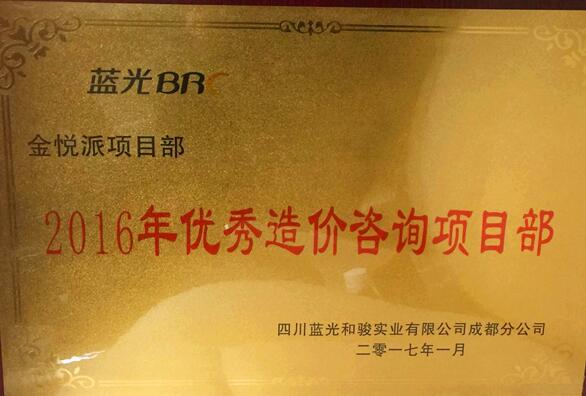 蓝光BRC
金悦派项目部
2016年优秀造价咨询项目部
四川蓝光和骏实业有限公司成都分公司
二零一七年一月